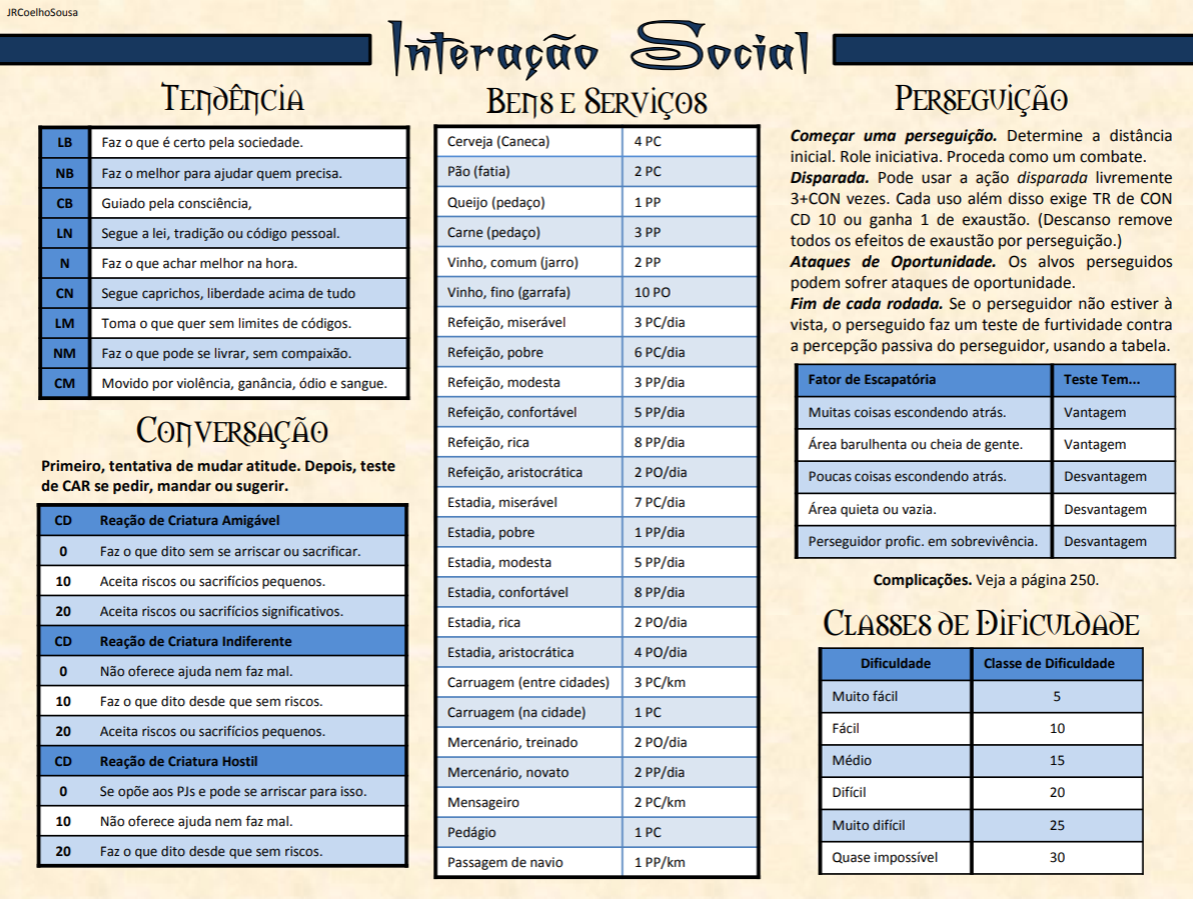 JRCoelhoSousa
Interação Social
Tendência
LB Faz o que é certo pela sociedade.
NB Faz o melhor para ajudar quem precisa.
CB Guiado pela consciência,
LN Segue a lei, tradição ou código pessoal.
N Faz o que achar melhor na hora.
CN Segue caprichos, liberdade acima de tudo
LM Toma o que quer sem limites de códigos.
NM Faz o que pode se livrar, sem compaixão.
CM Movido por violência, ganância, ódio e sangue.
Conversação
Primeiro, tentativa de mudar atitude. Depois, teste
de CAR se pedir, mandar ou sugerir.
CD Reação de Criatura Amigável
0 Faz o que dito sem se arriscar ou sacrificar.
10 Aceita riscos ou sacrifícios pequenos.
20 Aceita riscos ou sacrifícios significativos.
CD Reação de Criatura Indiferente
0 Não oferece ajuda nem faz mal.
10 Faz o que dito desde que sem riscos.
20 Aceita riscos ou sacrifícios pequenos.
CD Reação de Criatura Hostil
0 Se opõe aos PJs e pode se arriscar para isso.
10 Não oferece ajuda nem faz mal.
20 Faz o que dito desde que sem riscos.
Bens e Serviços
Cerveja (Caneca) 4 PC
Pão (fatia) 2 PC
Queijo (pedaço) 1 PP
Carne (pedaço) 3 PP
Vinho, comum (jarro) 2 PP
Vinho, fino (garrafa) 10 PO
Refeição, miserável 3 PC/dia
Refeição, pobre 6 PC/dia
Refeição, modesta 3 PP/dia
Refeição, confortável 5 PP/dia
Refeição, rica 8 PP/dia
Refeição, aristocrática 2 PO/dia
Estadia, miserável 7 PC/dia
Estadia, pobre 1 PP/dia
Estadia, modesta 5 PP/dia
Estadia, confortável 8 PP/dia
Estadia, rica 2 PO/dia
Estadia, aristocrática 4 PO/dia
Carruagem (entre cidades) 3 PC/km
Carruagem (na cidade) 1 PC
Mercenário, treinado 2 PO/dia
Mercenário, novato 2 PP/dia
Mensageiro 2 PC/km
Pedágio 1 PC
Passagem de navio 1 PP/km
Perseguição
Começar uma perseguição. Determine a distância
inicial. Role iniciativa. Proceda como um combate.
Disparada. Pode usar a ação disparada livremente
3+CON vezes. Cada uso além disso exige TR de CON
CD 10 ou ganha 1 de exaustão. (Descanso remove
todos os efeitos de exaustão por perseguição.)
Ataques de Oportunidade. Os alvos perseguidos
podem sofrer ataques de oportunidade.
Fim de cada rodada. Se o perseguidor não estiver à
vista, o perseguido faz um teste de furtividade contra
a percepção passiva do perseguidor, usando a tabela.
Fator de Escapatória Teste Tem...
Muitas coisas escondendo atrás. Vantagem
Área barulhenta ou cheia de gente. Vantagem
Poucas coisas escondendo atrás. Desvantagem
Área quieta ou vazia. Desvantagem
Perseguidor profic. em sobrevivência. Desvantagem
Complicações. Veja a página 250.
Classes de Dificuldade
Dificuldade Classe de Dificuldade
Muito fácil 5
Fácil 10
Médio 15
Difícil 20
Muito difícil 25
Quase impossível 30